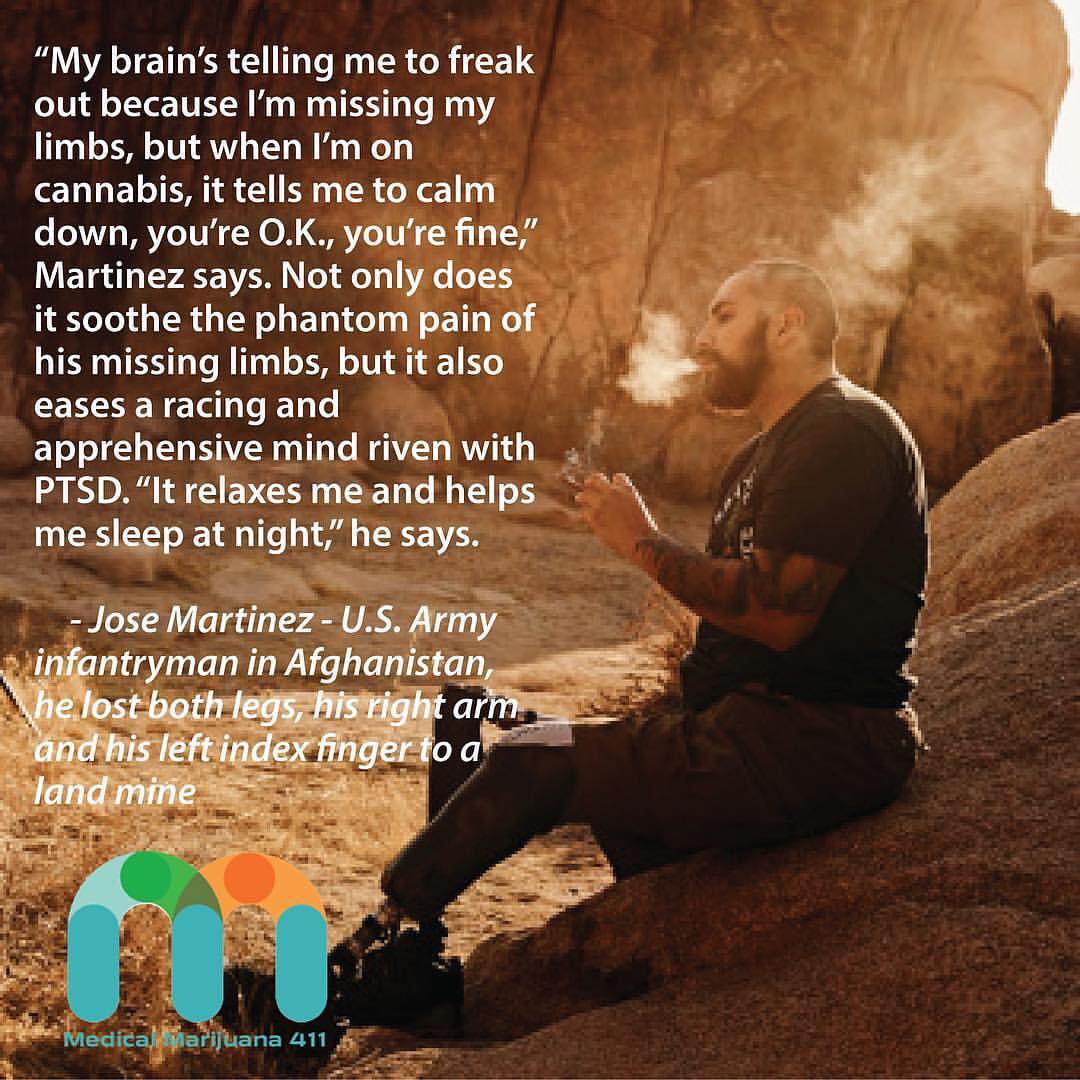 “My brain’s telling me to freak
out because I’m missing my
limbs, but when I’m on
cannabis, it tells me to calm
down, you’re O.K., you’re fine,”
Martinez says. Not only does
it soothe the phantom pain of
his missing limbs, but it also
eases a racing and
apprehensive mind riven with
PTSD. “It relaxes me and helps
me sleep at night,” he says.
- Jose Martinez - U.S. Army
infantryman in Afghanistan,
he lost both legs, his right arm
and his left index finger to a
land mine
Medical Marijuana 411